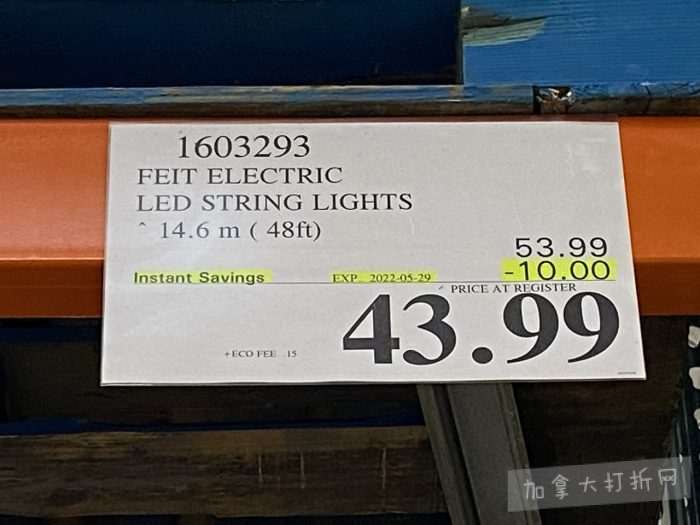 1603293
FEIT ELECTRIC
LED STRING LIGHTS
^ 14.6 m ( 48ft)
53.99
Instant Savings EXP. 2022-05-29 -10.00
PRICE AT REGISTER
43.99
+ECO FEE .15
加拿大打折网